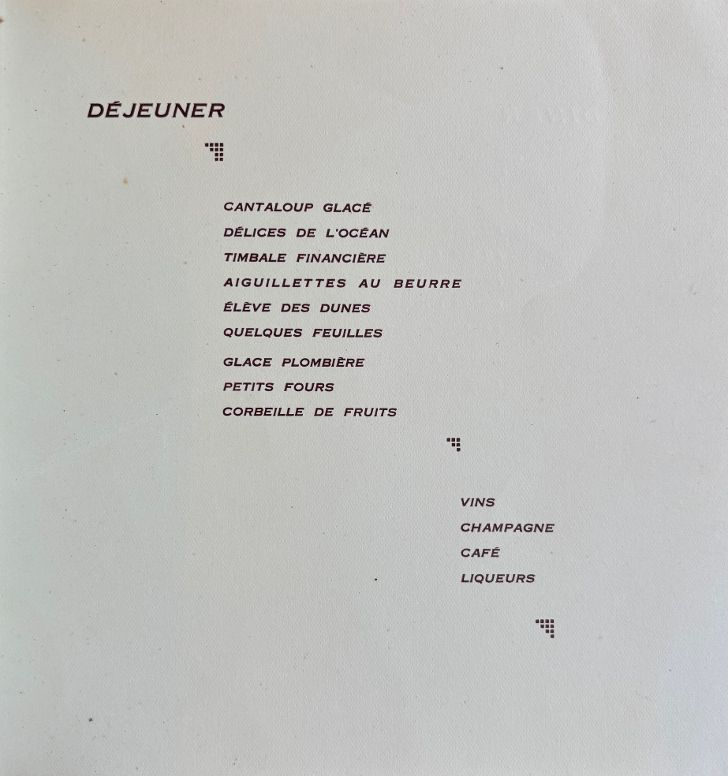 DÉJEUNER
CANTALOUP GLACÉ
DÉLICES DE L'OCÉAN
TIMBALE FINANCIÈRE
AIGUILLETTES AU BEURRE
ÉLÈVE DES DUNES
QUELQUES FEUILLES
GLACE PLOMBIÈRE
PETITS FOURS
CORBEILLE DE FRUITS
VINS
CHAMPAGNE
CAFÉ
LIQUEURS